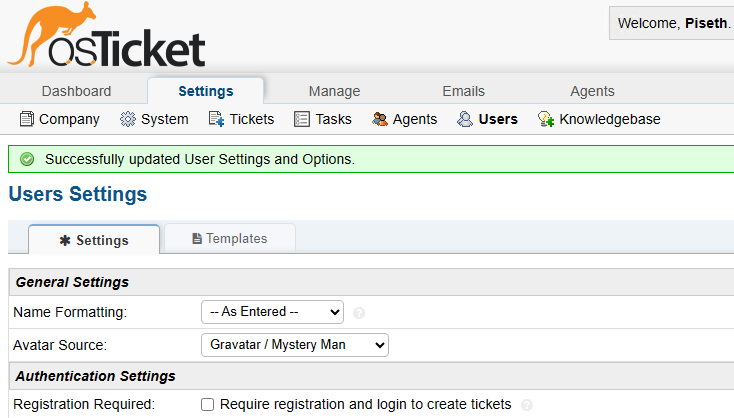 osTicket
Welcome, Piseth.
Dashboard Settings Manage Emails Agents
Company System Tickets Tasks Agents Users Knowledgebase
Successfully updated User Settings and Options.
Users Settings
Settings Templates
General Settings
Name Formatting: -- As Entered --
Avatar Source: Gravatar / Mystery Man
Authentication Settings
Registration Required: Require registration and login to create tickets